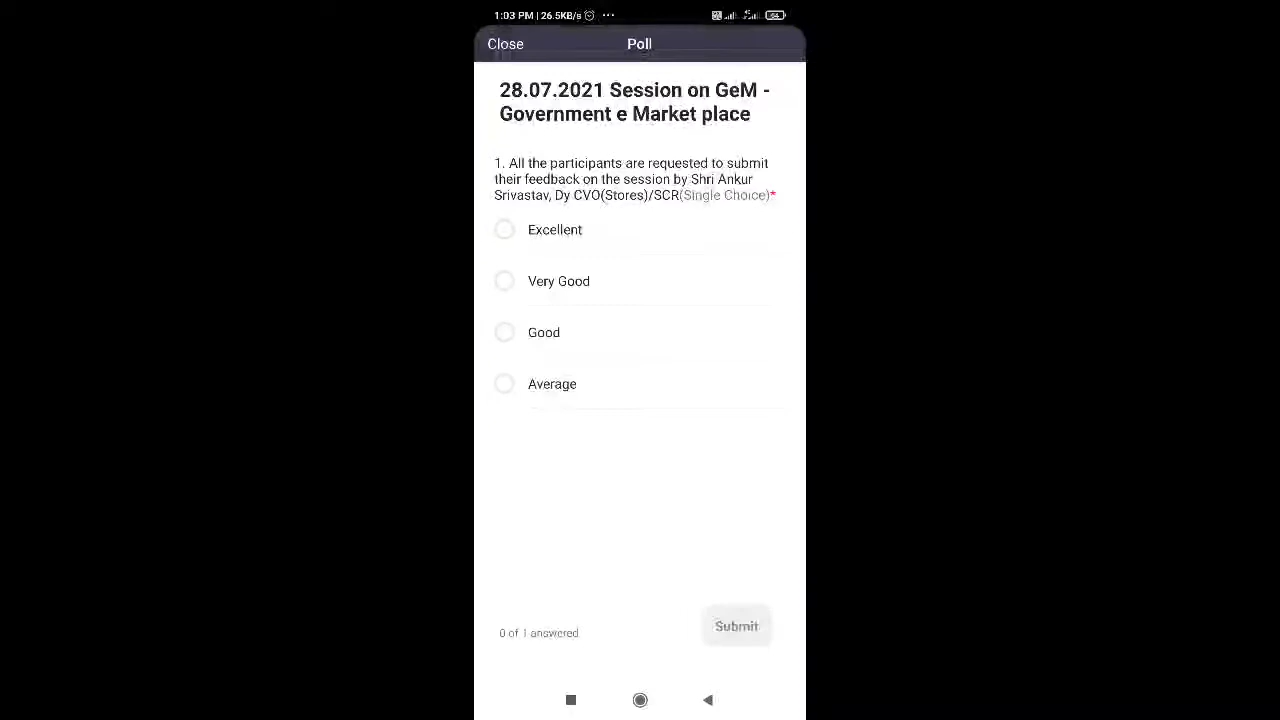 1:03 PM | 26.5KB/s
64
Close
Poll
28.07.2021 Session on GeM -
Government e Market place
1. All the participants are requested to submit
their feedback on the session by Shri Ankur
Srivastav, Dy CVO(Stores)/SCR(Single Choice)*
Excellent
Very Good
Good
Average
0 of 1 answered
Submit